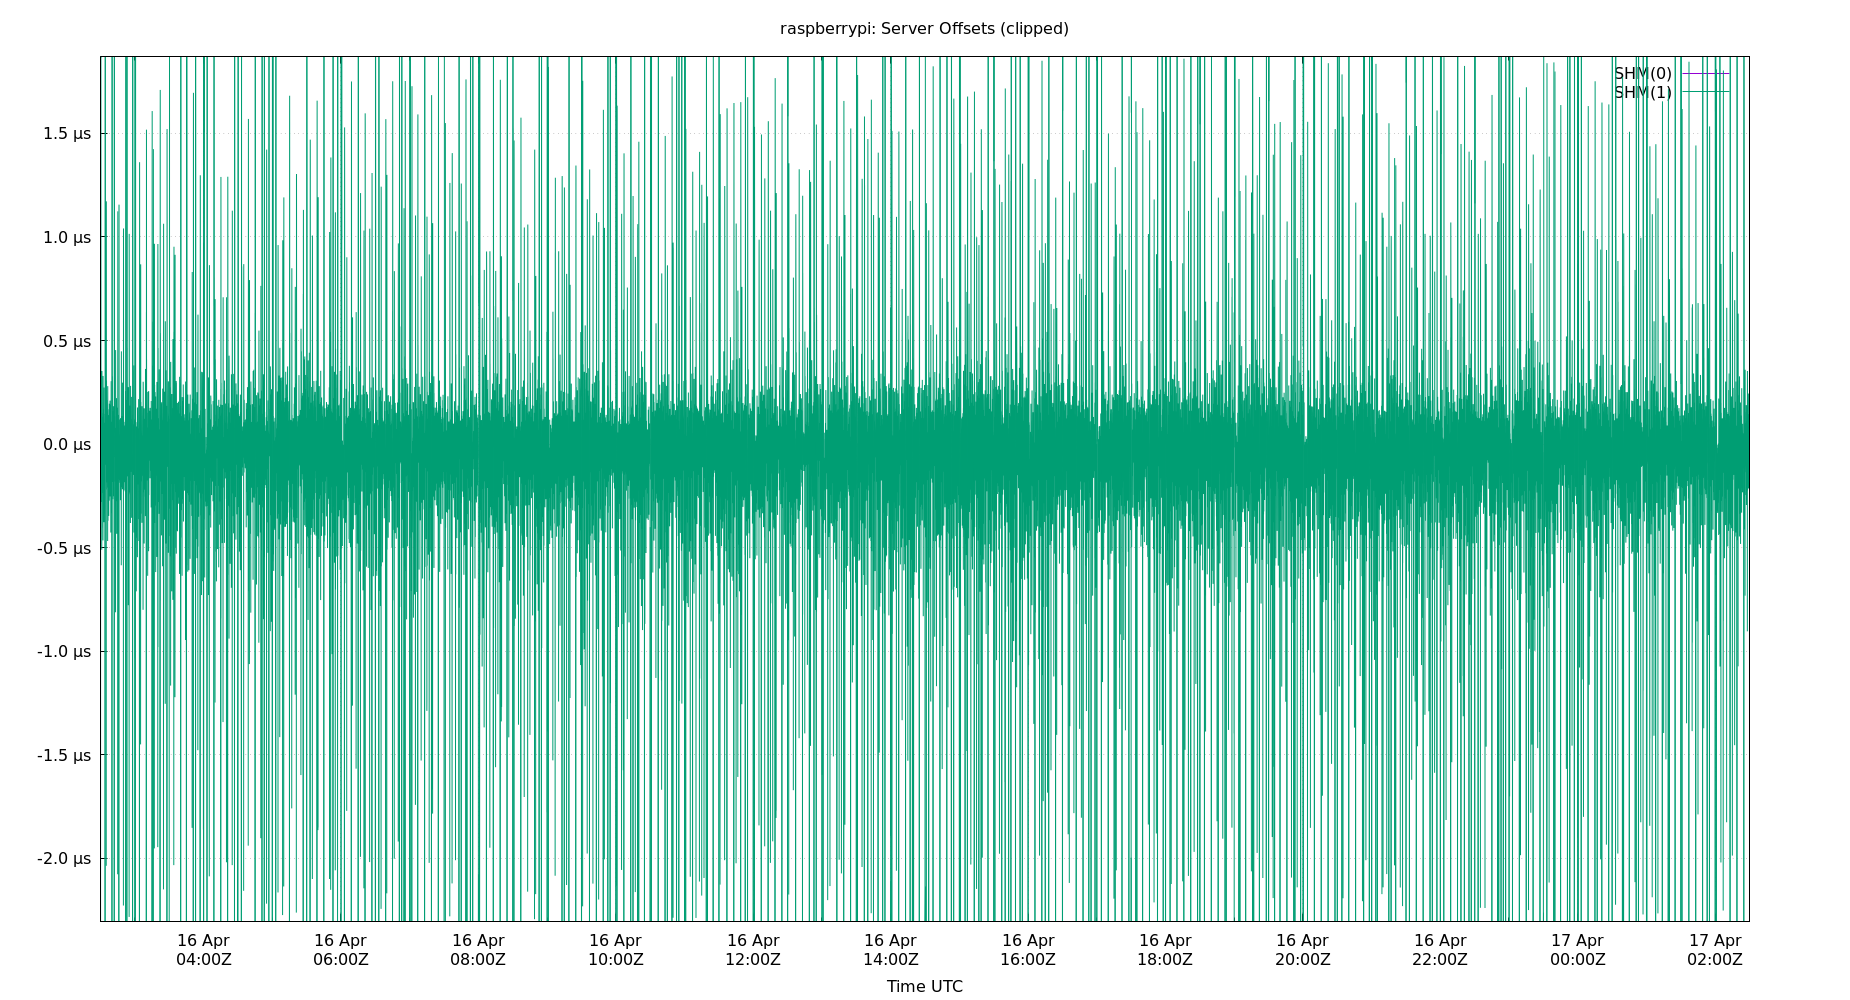 raspberrypi: Server Offsets (clipped)
SHM(0)
SHM(1)
1.5 µs
1.0 µs
0.5 µs
0.0 µs
-0.5 µs
-1.0 µs
-1.5 µs
-2.0 µs
16 Apr 16 Apr 16 Apr 16 Apr 16 Apr 16 Apr 16 Apr 16 Apr 16 Apr 16 Apr 17 Apr 17 Apr
04:00Z 06:00Z 08:00Z 10:00Z 12:00Z 14:00Z 16:00Z 18:00Z 20:00Z 22:00Z 00:00Z 02:00Z
Time UTC